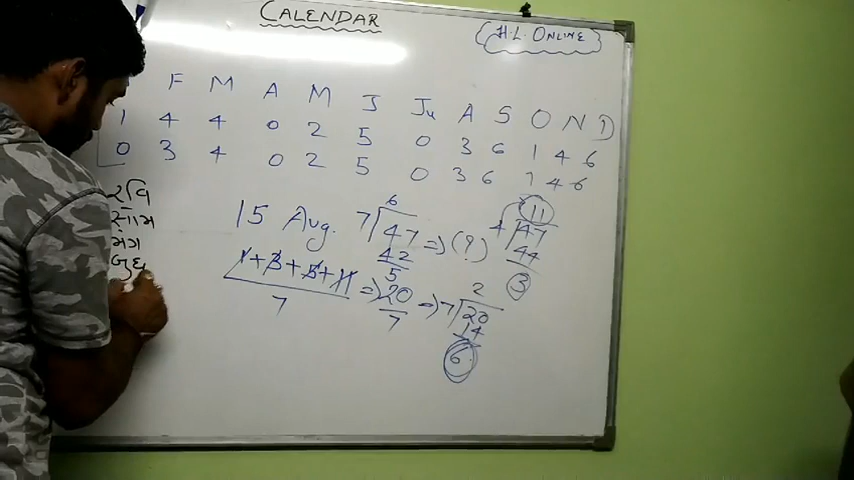 CALENDAR
H.L. ONLINE
F M A M J Ju A S O N D
1 4 4 0 2 5 0 3 6 1 4 6
0 3 4 0 2 5 0 3 6 1 4 6
રવિ
સોમ
મંગ
બુધ
15 Aug. 7)47 => (?) 4)47
6
11
42
5
44
3
1+3+5+11 => 20 => 7)20
7
7
2
14
6